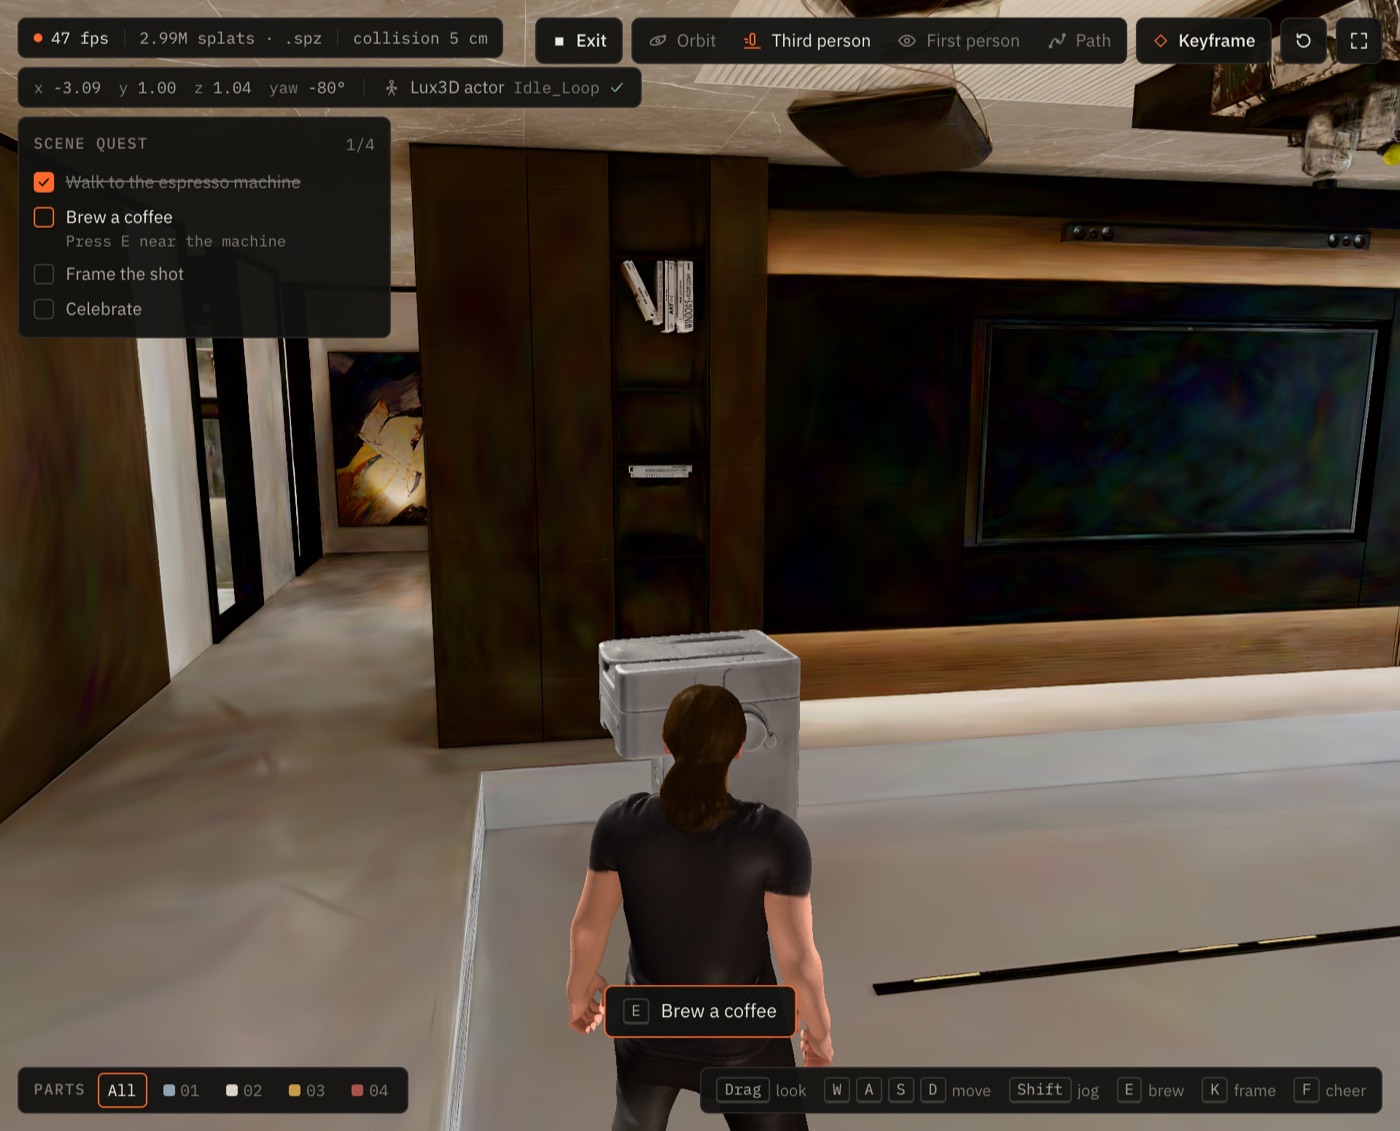 47 fps 2.99M splats · .spz collision 5 cm
Exit
Orbit Third person First person Path
Keyframe
x -3.09 y 1.00 z 1.04 yaw -80° Lux3D actor Idle_Loop
SCENE QUEST 1/4
Walk to the espresso machine
Brew a coffee
Press E near the machine
Frame the shot
Celebrate
E Brew a coffee
PARTS All 01 02 03 04
Drag look W A S D move Shift jog E brew K frame F cheer